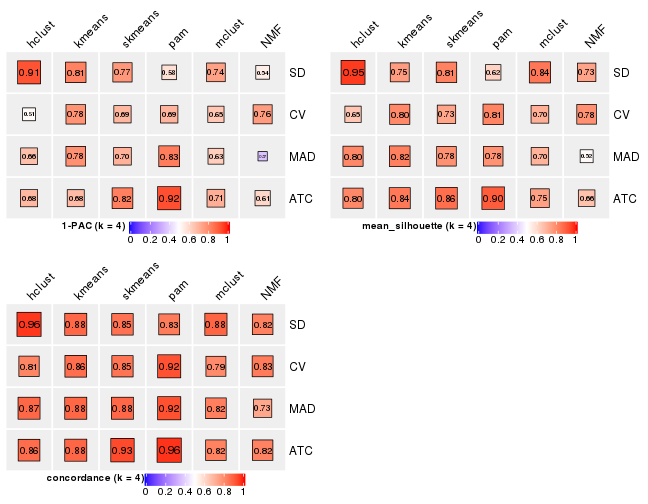 hclust kmeans skmeans pam mclust NMF
0.91 0.81 0.77 0.58 0.74 0.54 SD
0.51 0.78 0.69 0.69 0.65 0.76 CV
0.66 0.78 0.70 0.83 0.63 MAD
0.68 0.68 0.82 0.92 0.71 0.61 ATC
1-PAC (k = 4)
0 0.2 0.4 0.6 0.8 1
hclust kmeans skmeans pam mclust NMF
0.95 0.75 0.81 0.62 0.84 0.73 SD
0.65 0.80 0.73 0.81 0.70 0.78 CV
0.80 0.82 0.78 0.78 0.70 0.52 MAD
0.80 0.84 0.86 0.90 0.75 0.66 ATC
mean_silhouette (k = 4)
0 0.2 0.4 0.6 0.8 1
hclust kmeans skmeans pam mclust NMF
0.96 0.88 0.85 0.83 0.88 0.82 SD
0.81 0.86 0.85 0.92 0.79 0.83 CV
0.87 0.88 0.88 0.92 0.82 0.73 MAD
0.86 0.88 0.93 0.96 0.82 0.82 ATC
concordance (k = 4)
0 0.2 0.4 0.6 0.8 1